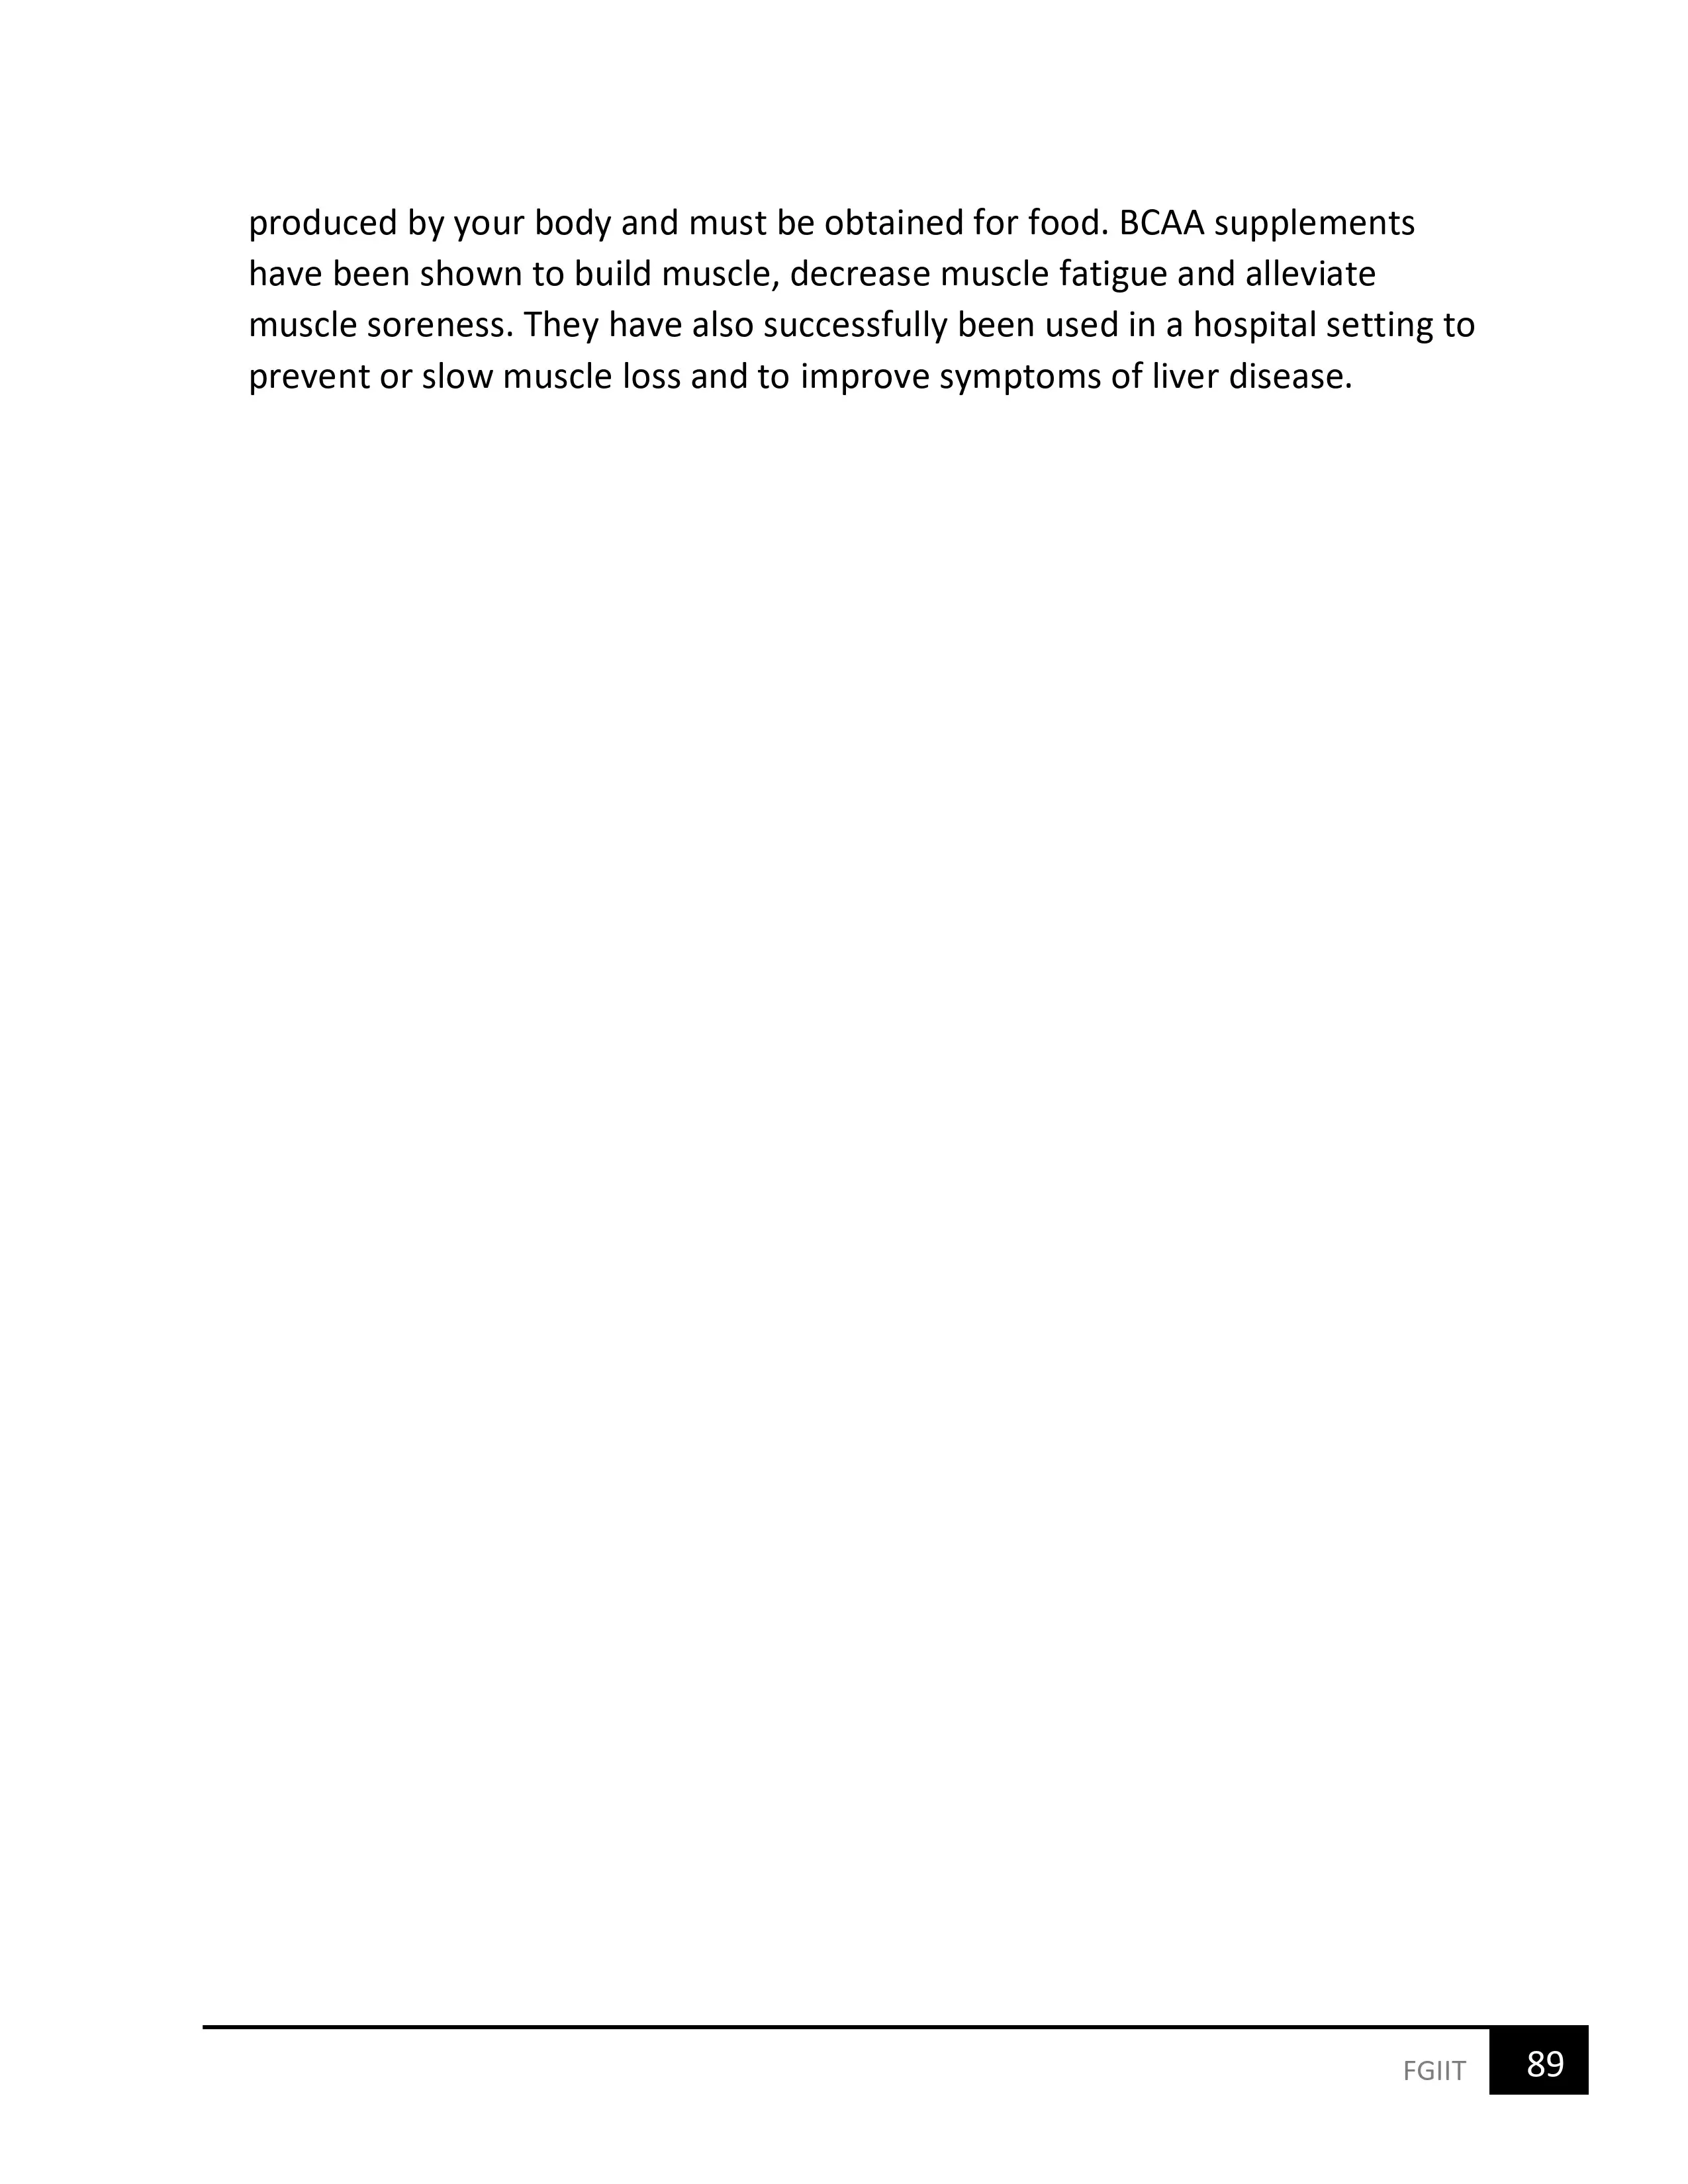 produced by your body and must be obtained for food. BCAA supplements
have been shown to build muscle, decrease muscle fatigue and alleviate
muscle soreness. They have also successfully been used in a hospital setting to
prevent or slow muscle loss and to improve symptoms of liver disease.
FGIIT 89